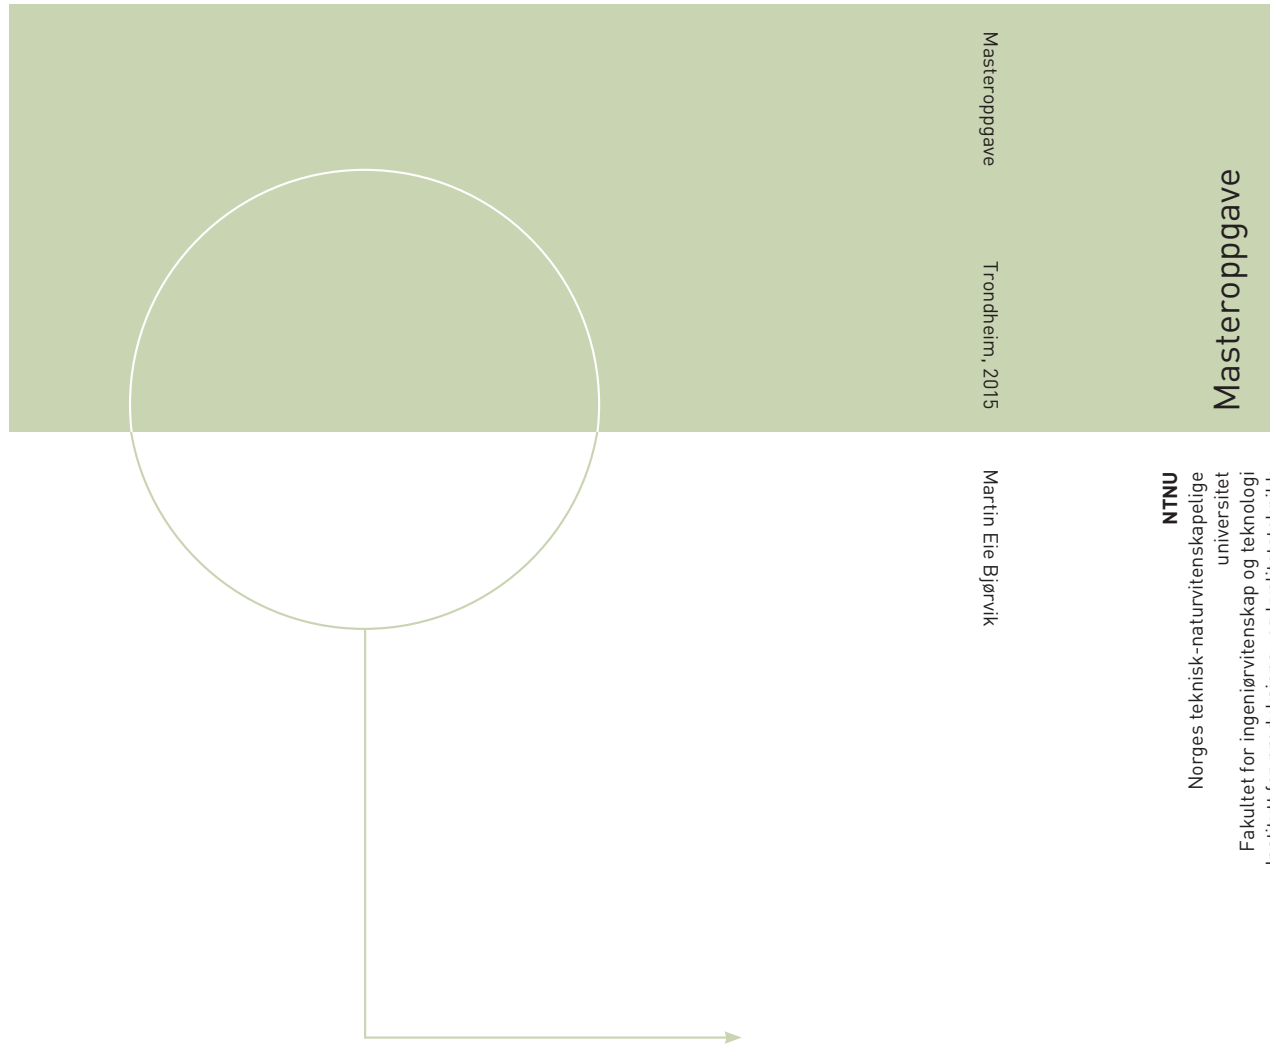 Masteroppgave
Trondheim, 2015
Martin Eie Bjørvik
Masteroppgave
NTNU
Norges teknisk-naturvitenskapelige
universitet
Fakultet for ingeniørvitenskap og teknologi